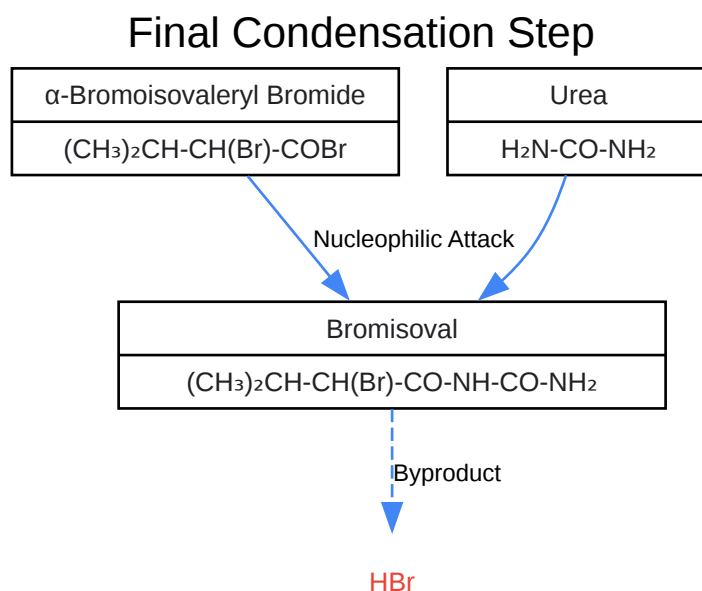 Final Condensation Step
α-Bromoisovaleryl Bromide
Urea
(CH₃)₂CH-CH(Br)-COBr
H₂N-CO-NH₂
Nucleophilic Attack
Bromisoval
(CH₃)₂CH-CH(Br)-CO-NH-CO-NH₂
Byproduct
HBr